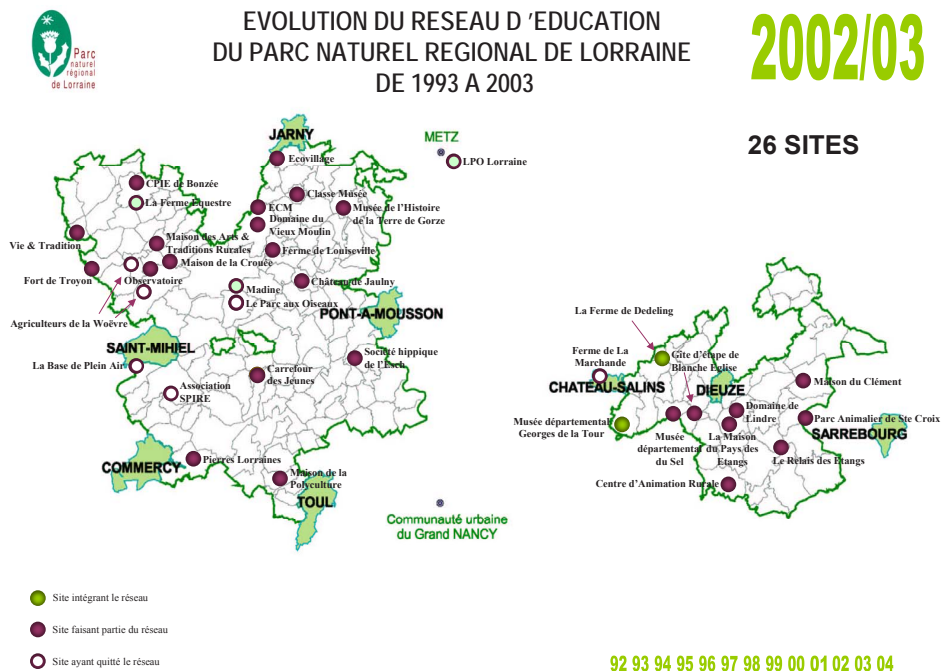 Parc
naturel
régional
de Lorraine
EVOLUTION DU RESEAU D ’EDUCATION
DU PARC NATUREL REGIONAL DE LORRAINE
DE 1993 A 2003
2002/03
26 SITES
JARNY
METZ
Ecovillage
LPO Lorraine
CPIE de Bonzée
La Ferme Equestre
Classe Musée
ECM
Musée de l’Histoire
de la Terre de Gorze
Domaine du
Vieux Moulin
Vie & Tradition
Maison des Arts &
Traditions Rurales
Ferme de Loniseville
Maison de la Crouée
Fort de Troyon
Observatoire
Château de Jaulny
Madine
Le Parc aux Oiseaux
Agriculteurs de la Woëvre
PONT-A-MOUSSON
SAINT-MIHIEL
La Base de Plein Air
Société hippique
de l’Esch
Carrefour
des Jeunes
Association
SPIRE
COMMERCY
Pierres Lorraines
Maison de la
Polyculture
TOUL
Communauté urbaine
du Grand NANCY
La Ferme de Dedeling
Ferme de La
Marchande
Gîte d’étape de
Blanche Eglise
CHATEAU-SALINS
DIEUZE
Maison du Clément
Musée départemental
Georges de la Tour
Domaine de
Lindre
Parc Animalier de Ste Croix
SARREBOURG
Musée
départemental
du Sel
La Maison
du Pays des
Etangs
Le Relais des Etangs
Centre d’Animation Rurale
Site intégrant le réseau
Site faisant partie du réseau
Site ayant quitté le réseau
92 93 94 95 96 97 98 99 00 01 02 03 04